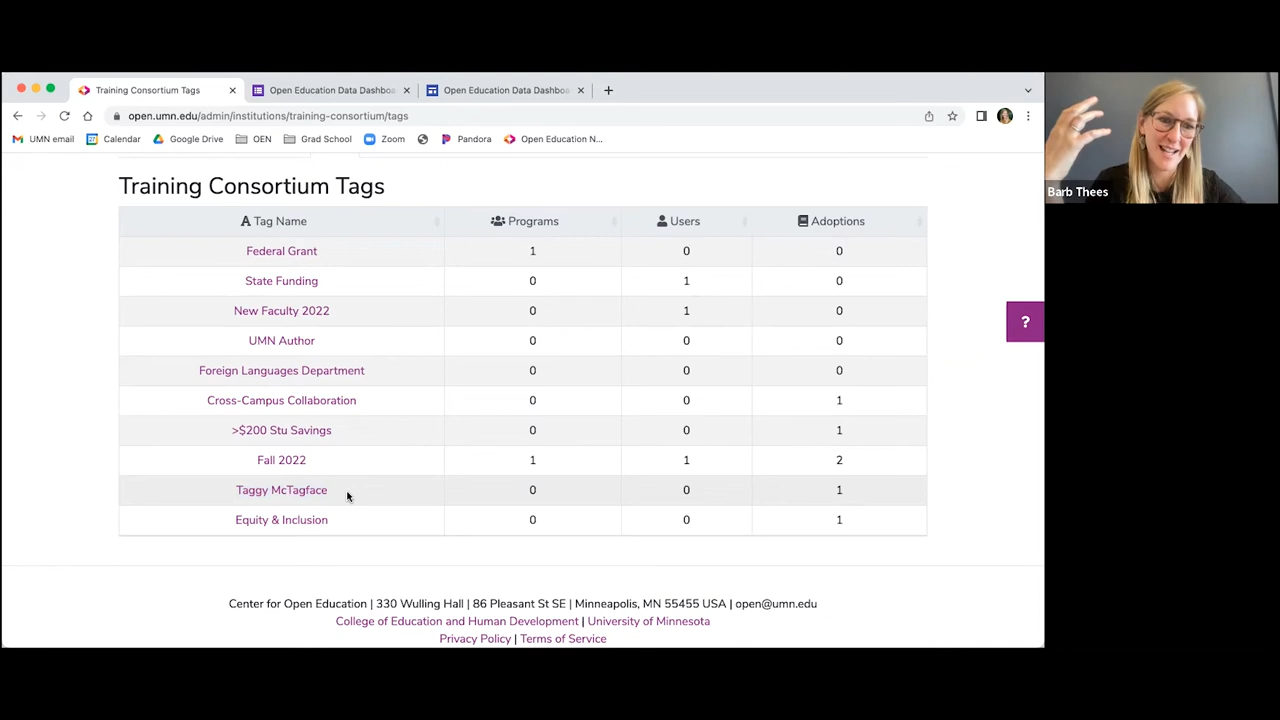 Training Consortium Tags
Open Education Data Dashbo
Open Education Data Dashbo
open.umn.edu/admin/institutions/training-consortium/tags
UMN email Calendar Google Drive OEN Grad School Zoom Pandora Open Education N...
Training Consortium Tags
Tag Name Programs Users Adoptions
Federal Grant 1 0 0
State Funding 0 1 0
New Faculty 2022 0 1 0
UMN Author 0 0 0
Foreign Languages Department 0 0 0
Cross-Campus Collaboration 0 0 1
>$200 Stu Savings 0 0 1
Fall 2022 1 1 2
Taggy McTagface 0 0 1
Equity & Inclusion 0 0 1
?
Center for Open Education | 330 Wulling Hall | 86 Pleasant St SE | Minneapolis, MN 55455 USA | open@umn.edu
College of Education and Human Development | University of Minnesota
Privacy Policy | Terms of Service
Barb Thees